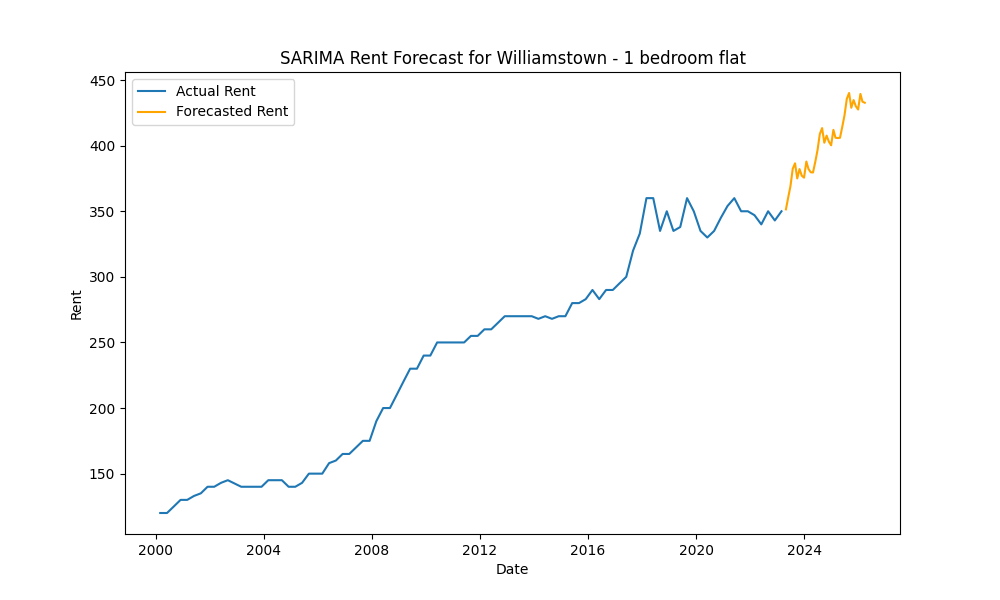 SARIMA Rent Forecast for Williamstown - 1 bedroom flat
Actual Rent
Forecasted Rent
Rent
450
400
350
300
250
200
150
2000 2004 2008 2012 2016 2020 2024
Date